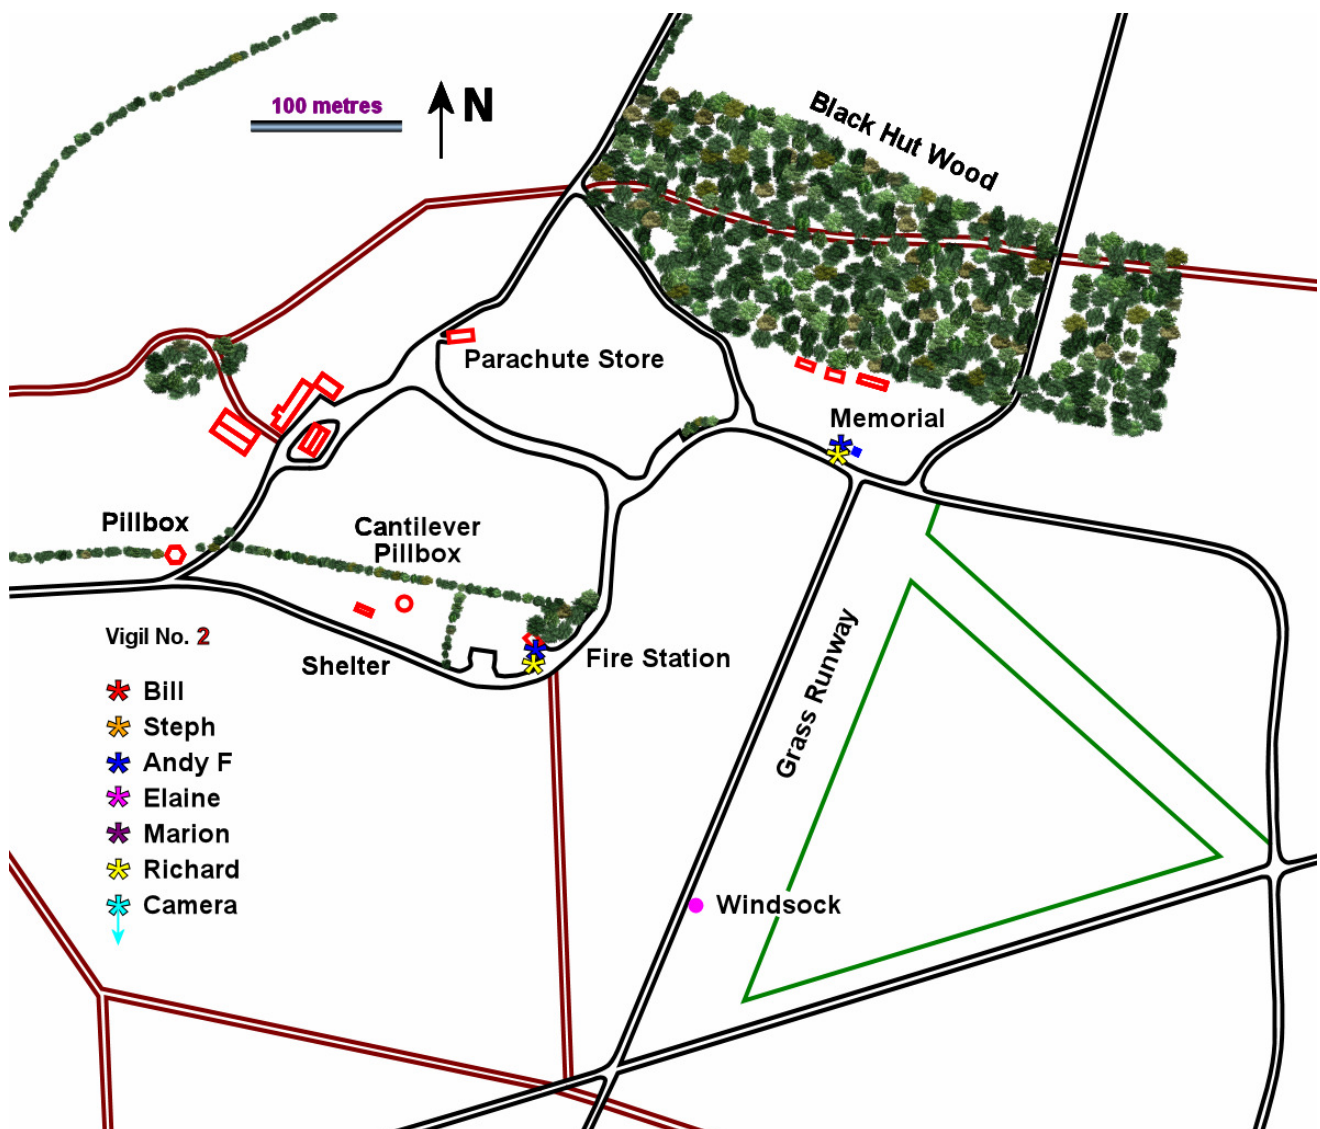 Black Hut Wood
100 metres
N
Parachute Store
Memorial
Pillbox
Cantilever
Pillbox
Vigil No. 2
Shelter
Fire Station
Grass Runway
Bill
Steph
Andy F
Elaine
Marion
Richard
Camera
Windsock